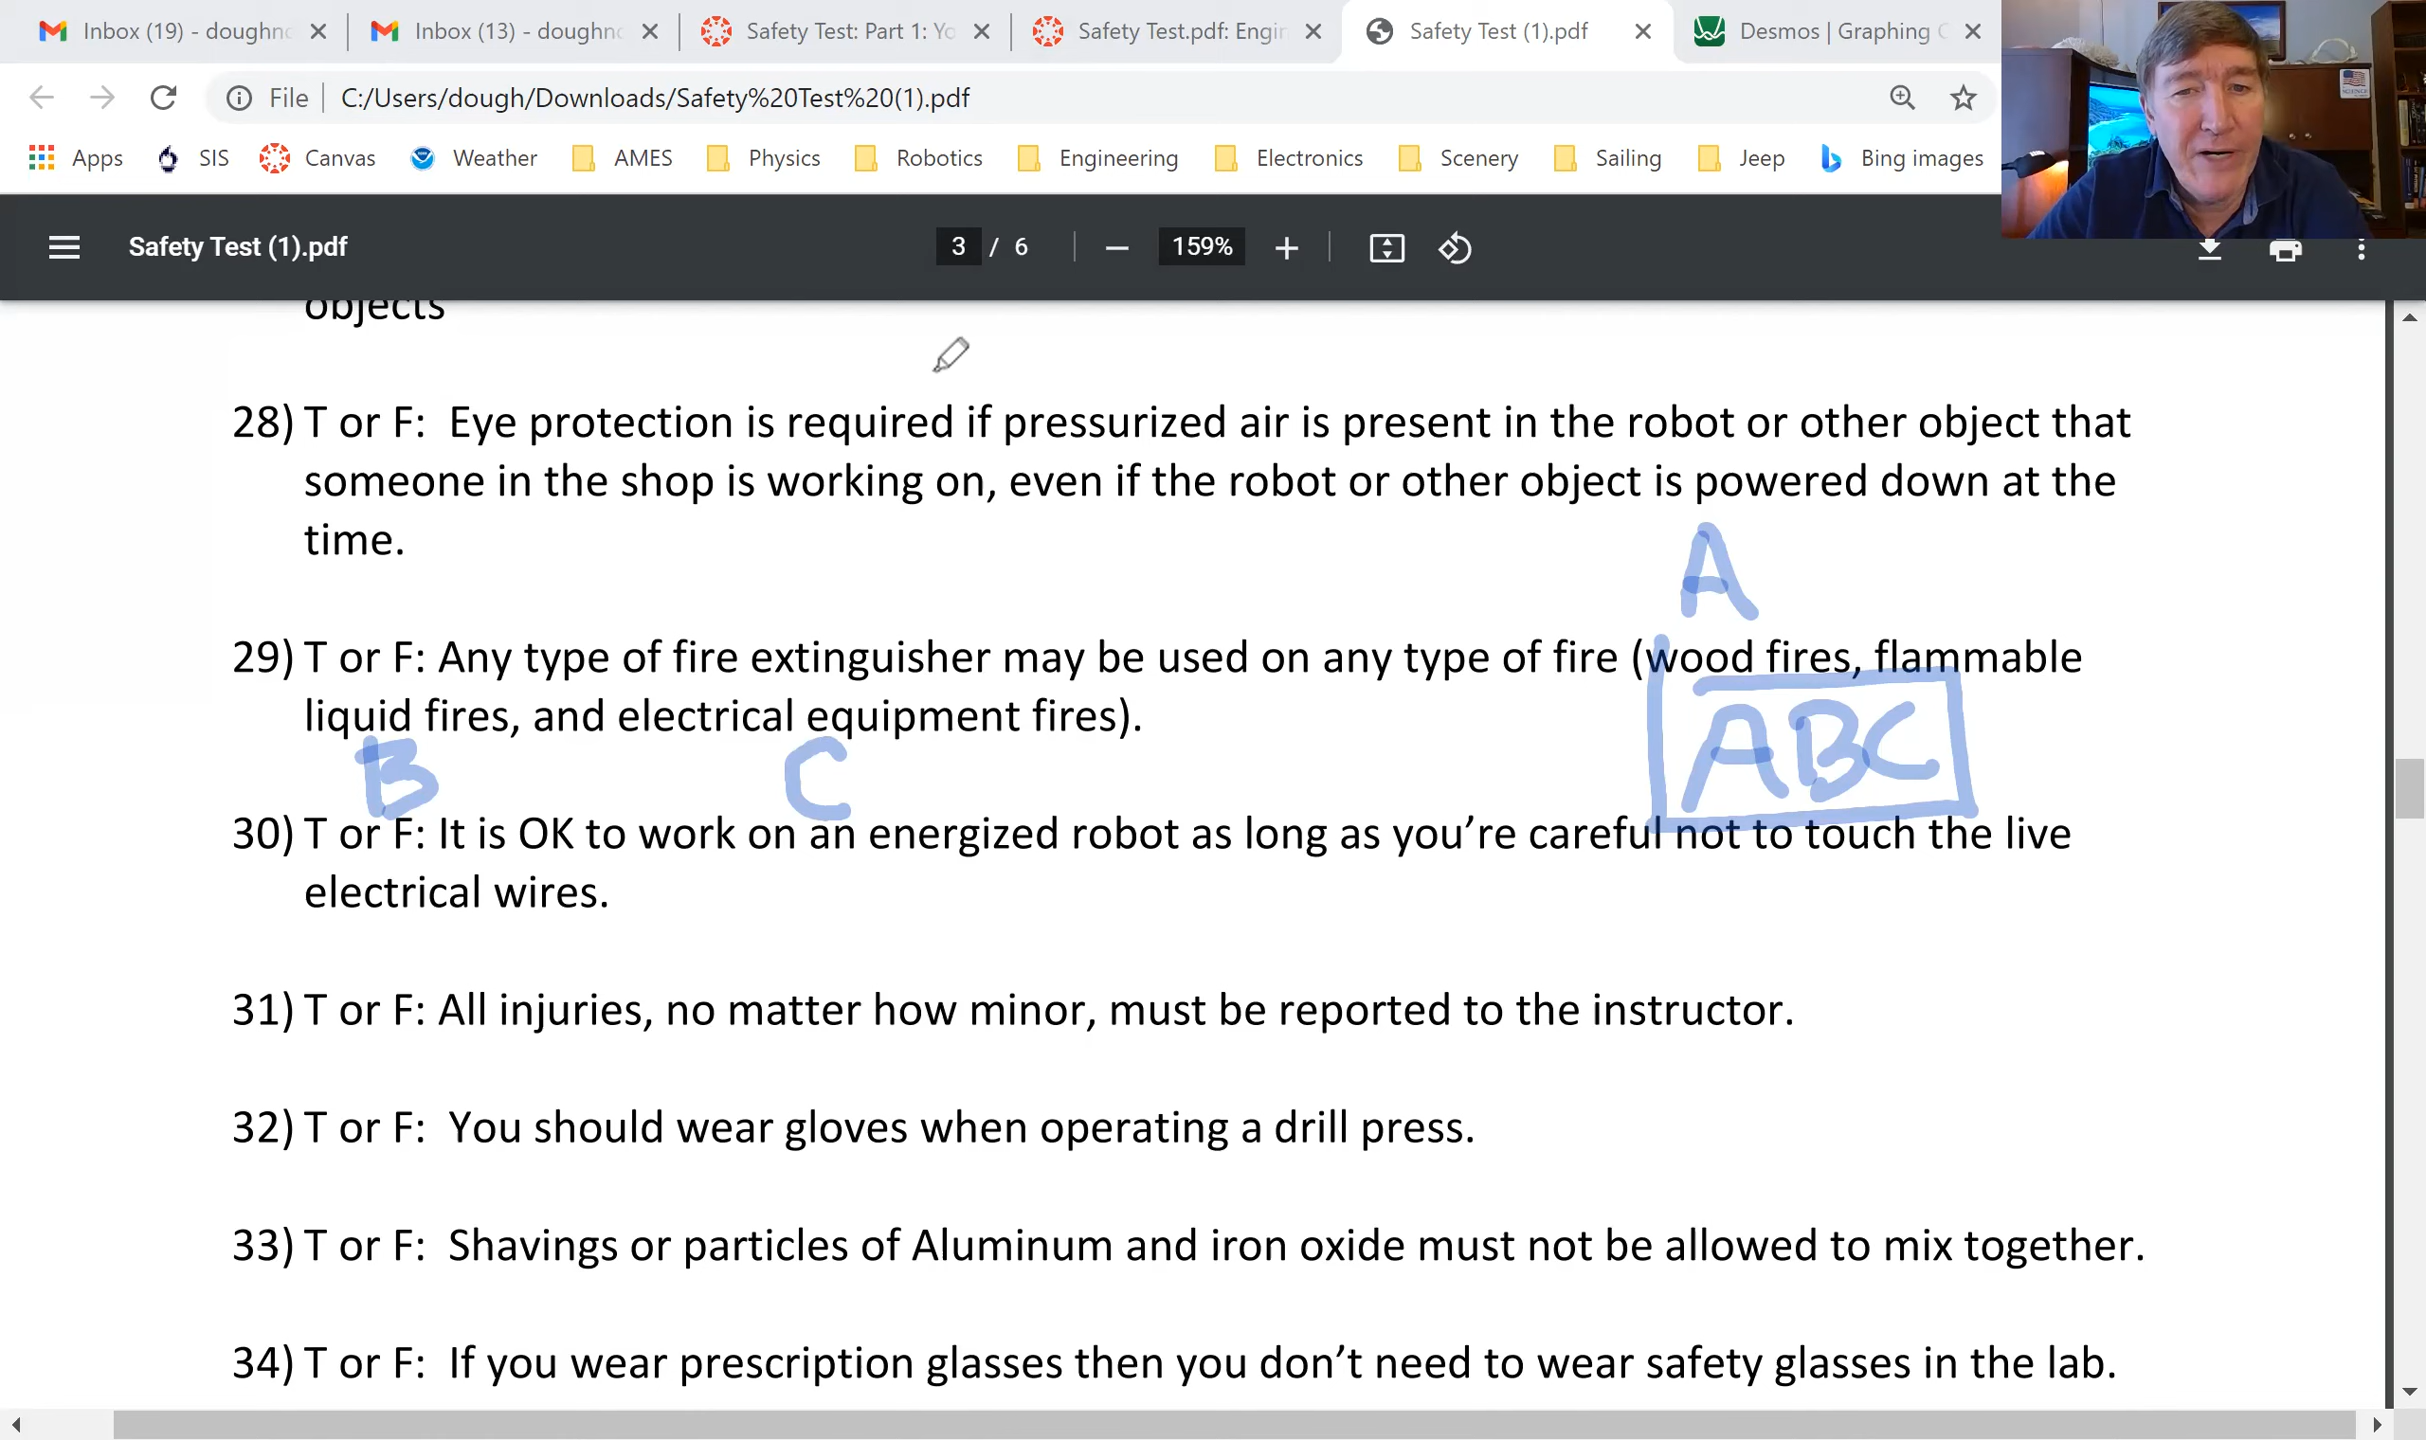 Inbox (19) - doughn
Inbox (13) - doughn
Safety Test: Part 1: Yo
Safety Test.pdf: Engin
Safety Test (1).pdf
Desmos | Graphing C
File C:/Users/dough/Downloads/Safety%20Test%20(1).pdf
Apps SIS Canvas Weather AMES Physics Robotics Engineering Electronics Scenery Sailing Jeep Bing images
Safety Test (1).pdf 3 / 6 159%
objects
28) T or F: Eye protection is required if pressurized air is present in the robot or other object that
someone in the shop is working on, even if the robot or other object is powered down at the
time.
A
29) T or F: Any type of fire extinguisher may be used on any type of fire (wood fires, flammable
liquid fires, and electrical equipment fires).
B C ABC
30) T or F: It is OK to work on an energized robot as long as you're careful not to touch the live
electrical wires.
31) T or F: All injuries, no matter how minor, must be reported to the instructor.
32) T or F: You should wear gloves when operating a drill press.
33) T or F: Shavings or particles of Aluminum and iron oxide must not be allowed to mix together.
34) T or F: If you wear prescription glasses then you don't need to wear safety glasses in the lab.